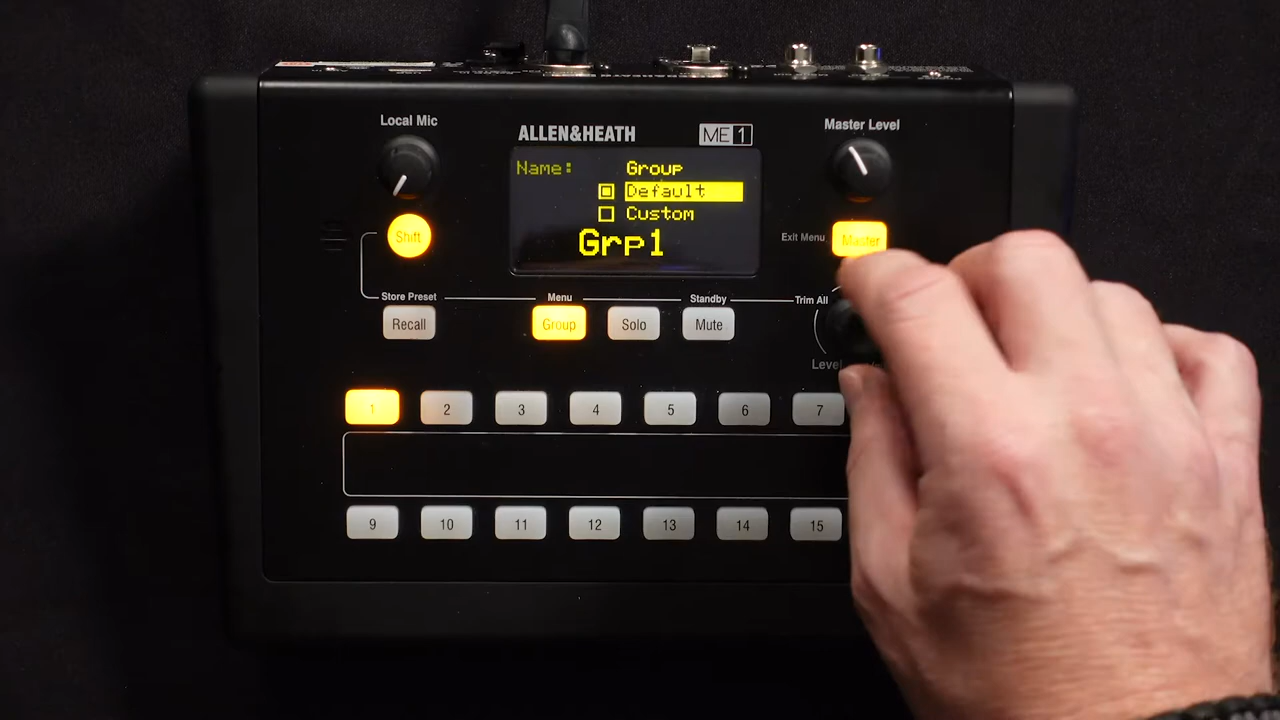 Local Mic
ALLEN&HEATH ME 1
Master Level
Name: Group
Default
Custom
Grp1
Shift
Exit Menu Master
Store Preset Menu Standby Trim All
Recall Group Solo Mute
Level
1 2 3 4 5 6 7
9 10 11 12 13 14 15